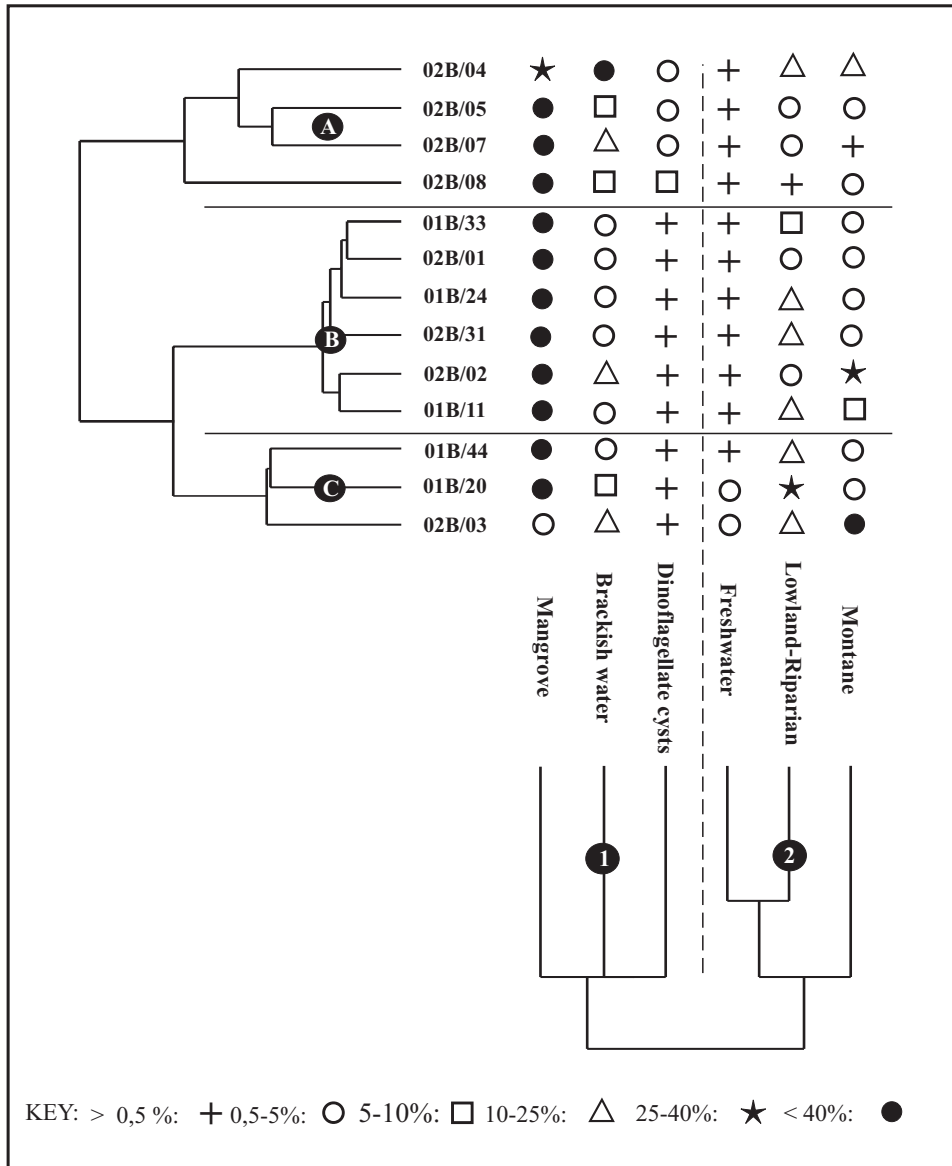 02B/04
02B/05
A
02B/07
02B/08
01B/33
02B/01
01B/24
B
02B/31
02B/02
01B/11
01B/44
C
01B/20
02B/03
Mangrove
Brackish water
Dinoflagellate cysts
Freshwater
Lowland-Riparian
Montane
1
2
KEY: > 0,5 %: + 0,5-5%: ○ 5-10%: □ 10-25%: △ 25-40%: ★ < 40%: ●